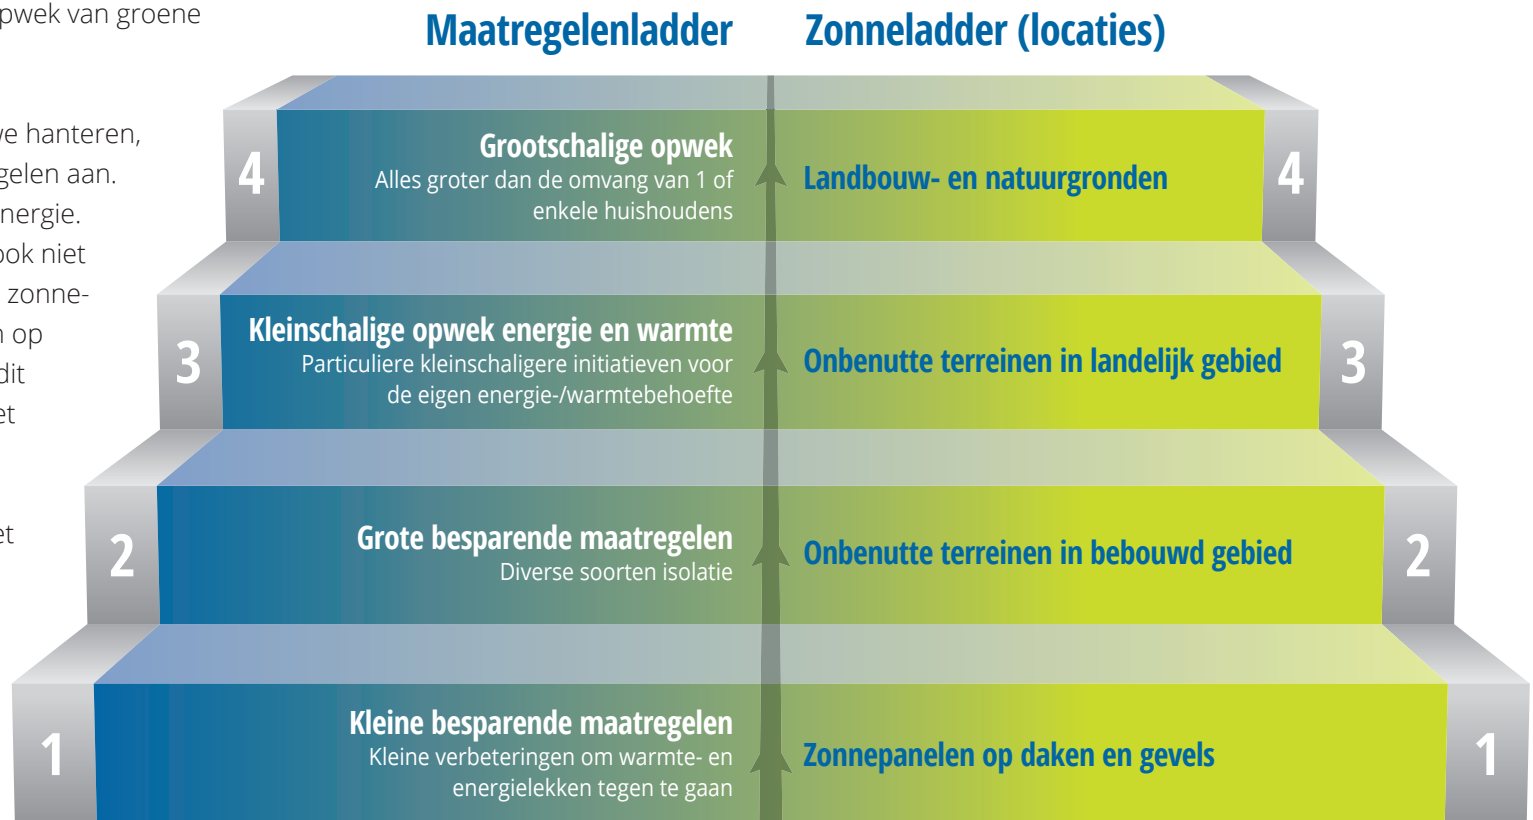 opwek van groene
we hanteren,
gelen aan.
nergie.
ook niet
zonne-
n op
dit
et
et
Maatregelenladder
Zonneladder (locaties)
4
Grootschalige opwek
Alles groter dan de omvang van 1 of
enkele huishoudens
Landbouw- en natuurgronden
4
3
Kleinschalige opwek energie en warmte
Particuliere kleinschaligere initiatieven voor
de eigen energie-/warmtebehoefte
Onbenutte terreinen in landelijk gebied
3
2
Grote besparende maatregelen
Diverse soorten isolatie
Onbenutte terreinen in bebouwd gebied
2
1
Kleine besparende maatregelen
Kleine verbeteringen om warmte- en
energielekken tegen te gaan
Zonnepanelen op daken en gevels
1